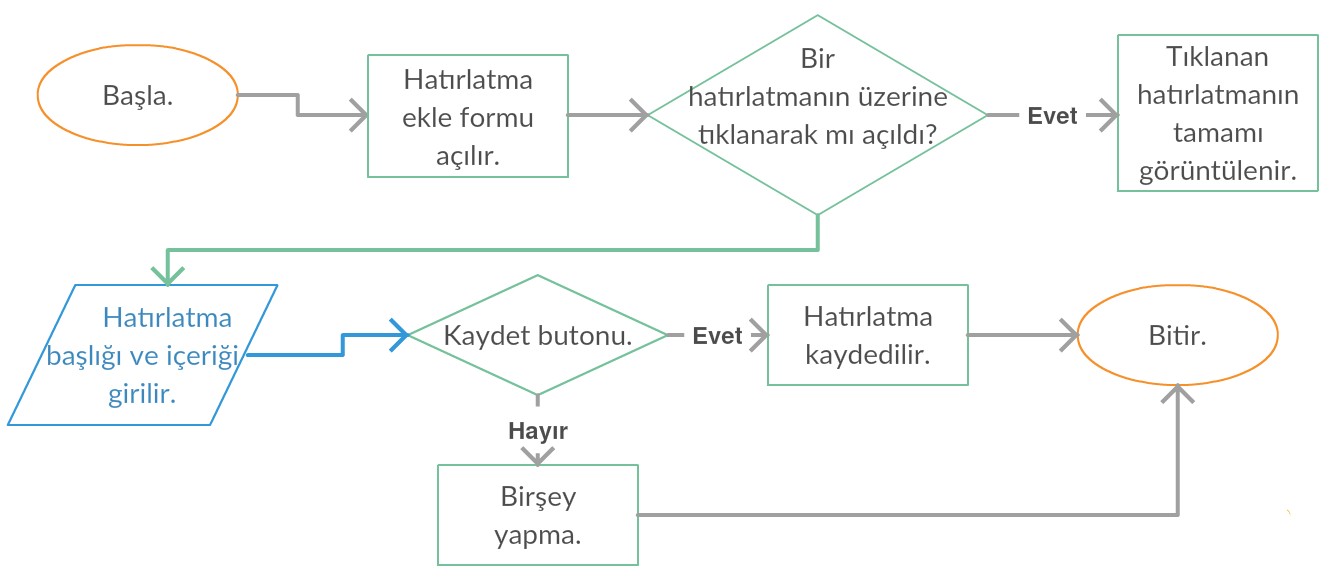 Başla.
Hatırlatma
ekle formu
açılır.
Bir
hatırlatmanın üzerine
tıklanarak mı açıldı?
Evet
Tıklanan
hatırlatmanın
tamamı
görüntülenir.
Hatırlatma
başlığı ve içeriği
girilir.
Kaydet butonu.
Evet
Hatırlatma
kaydedilir.
Bitir.
Hayır
Birşey
yapma.